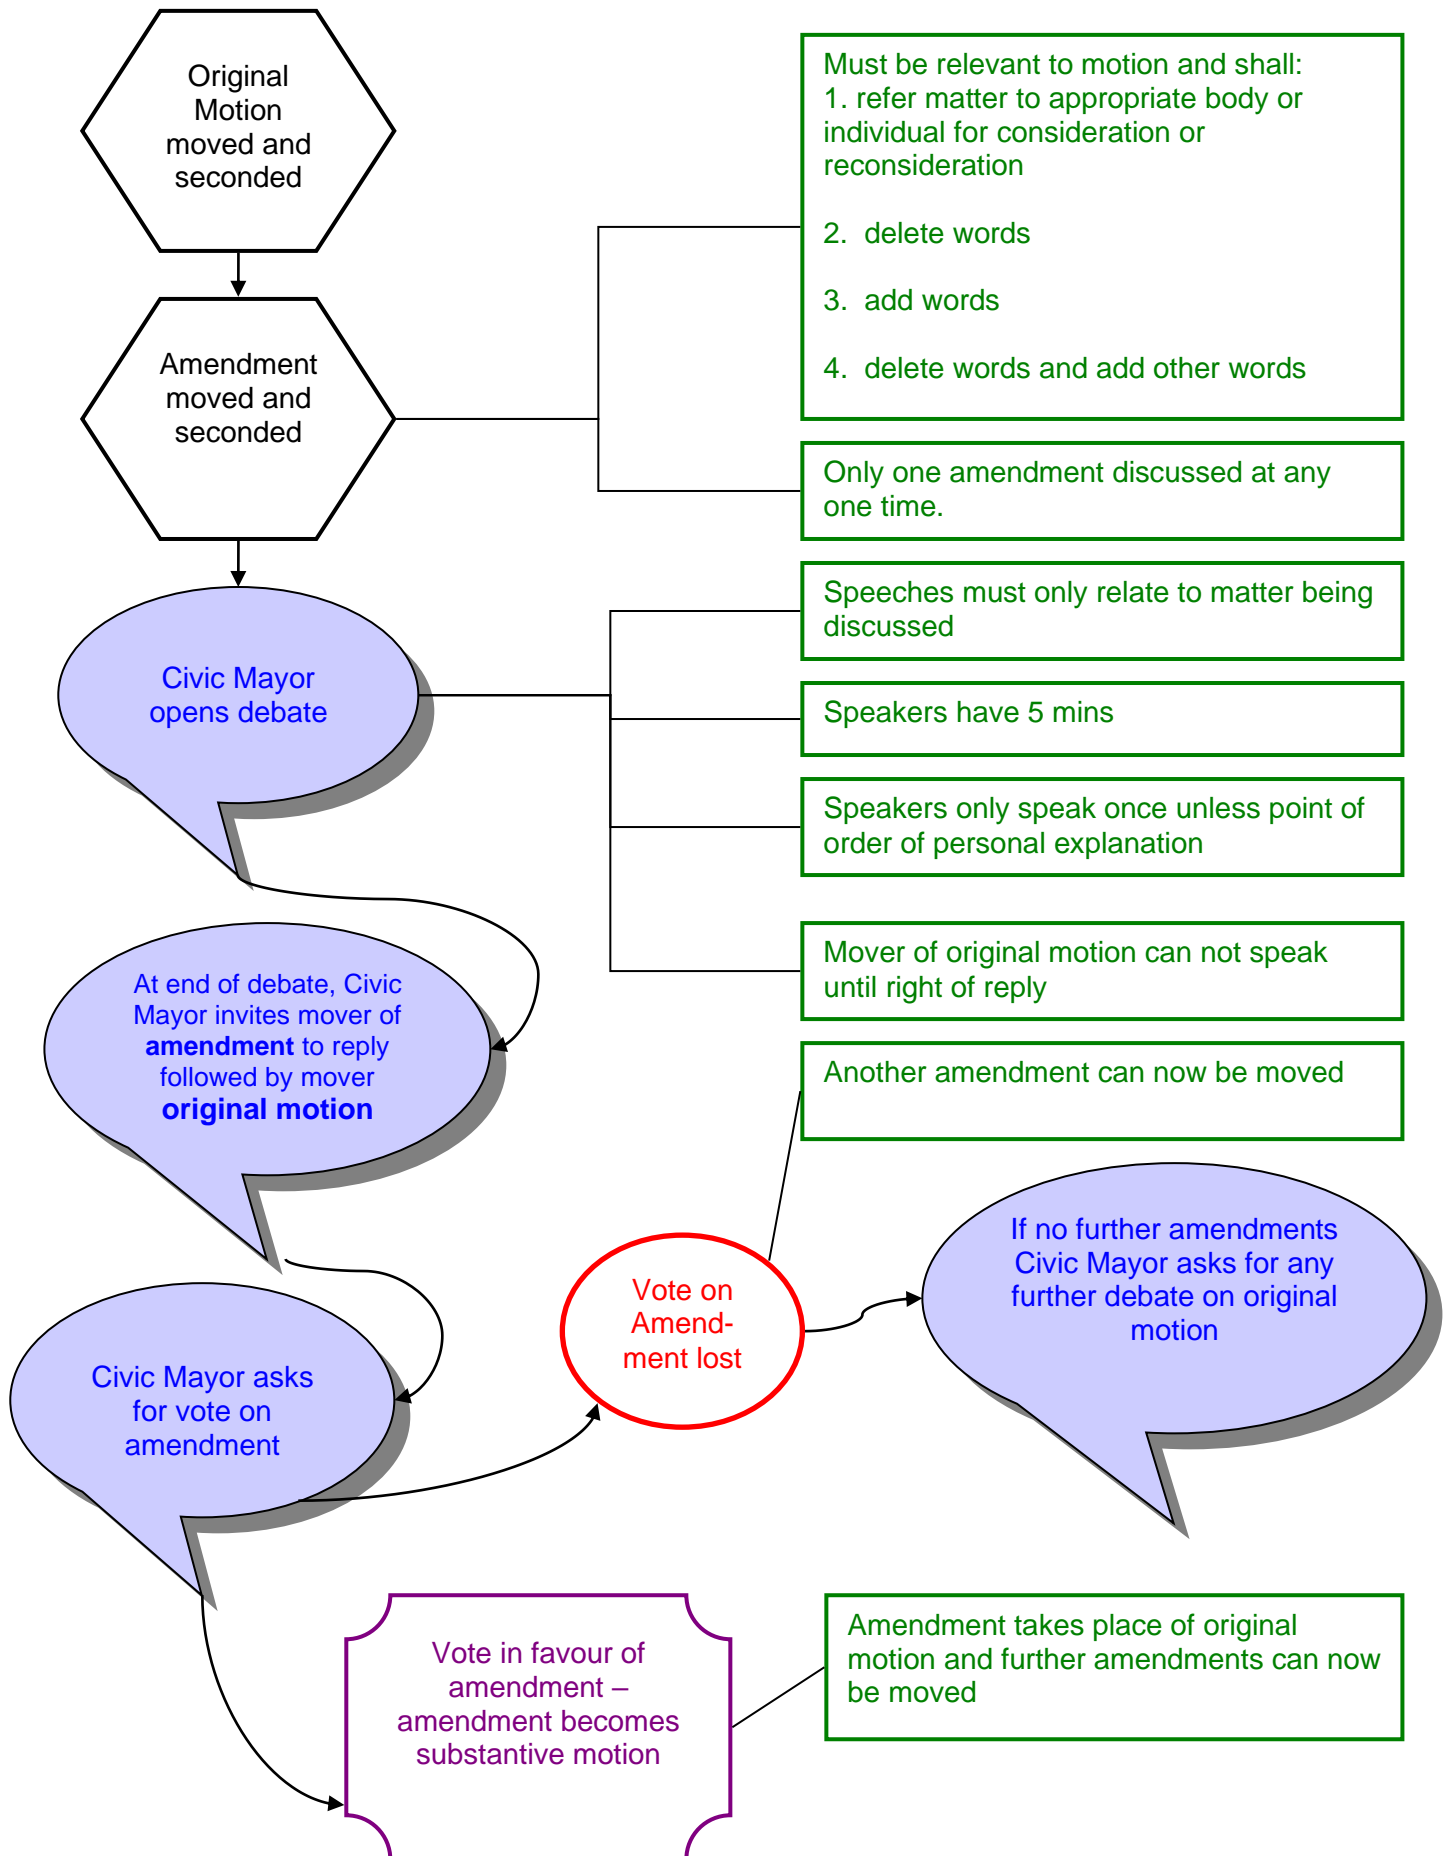 Original
Motion
moved and
seconded
Must be relevant to motion and shall:
1. refer matter to appropriate body or
individual for consideration or
reconsideration
2. delete words
3. add words
4. delete words and add other words
Amendment
moved and
seconded
Only one amendment discussed at any
one time.
Civic Mayor
opens debate
Speeches must only relate to matter being
discussed
Speakers have 5 mins
Speakers only speak once unless point of
order of personal explanation
Mover of original motion can not speak
until right of reply
At end of debate, Civic
Mayor invites mover of
amendment to reply
followed by mover
original motion
Another amendment can now be moved
Civic Mayor asks
for vote on
amendment
Vote on
Amend-
ment lost
If no further amendments
Civic Mayor asks for any
further debate on original
motion
Vote in favour of
amendment –
amendment becomes
substantive motion
Amendment takes place of original
motion and further amendments can now
be moved